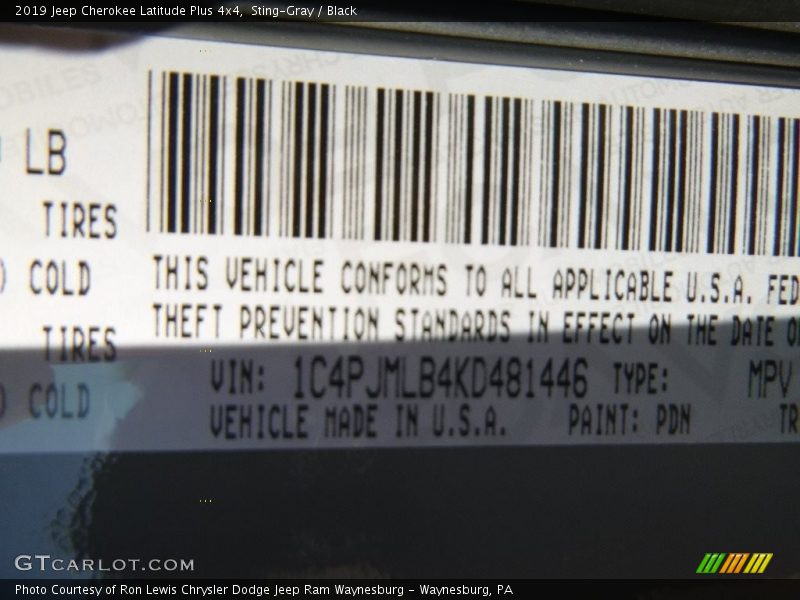 2019 Jeep Cherokee Latitude Plus 4x4, Sting-Gray / Black
LB
TIRES
COLD
THIS VEHICLE CONFORMS TO ALL APPLICABLE U.S.A. FED
THEFT PREVENTION STANDARDS IN EFFECT ON THE DATE O
TIRES
VIN: 1C4PJMLB4KD481446 TYPE: MPV
) COLD
VEHICLE MADE IN U.S.A. PAINT: PDN TR
GTCARLOT.COM
Photo Courtesy of Ron Lewis Chrysler Dodge Jeep Ram Waynesburg - Waynesburg, PA